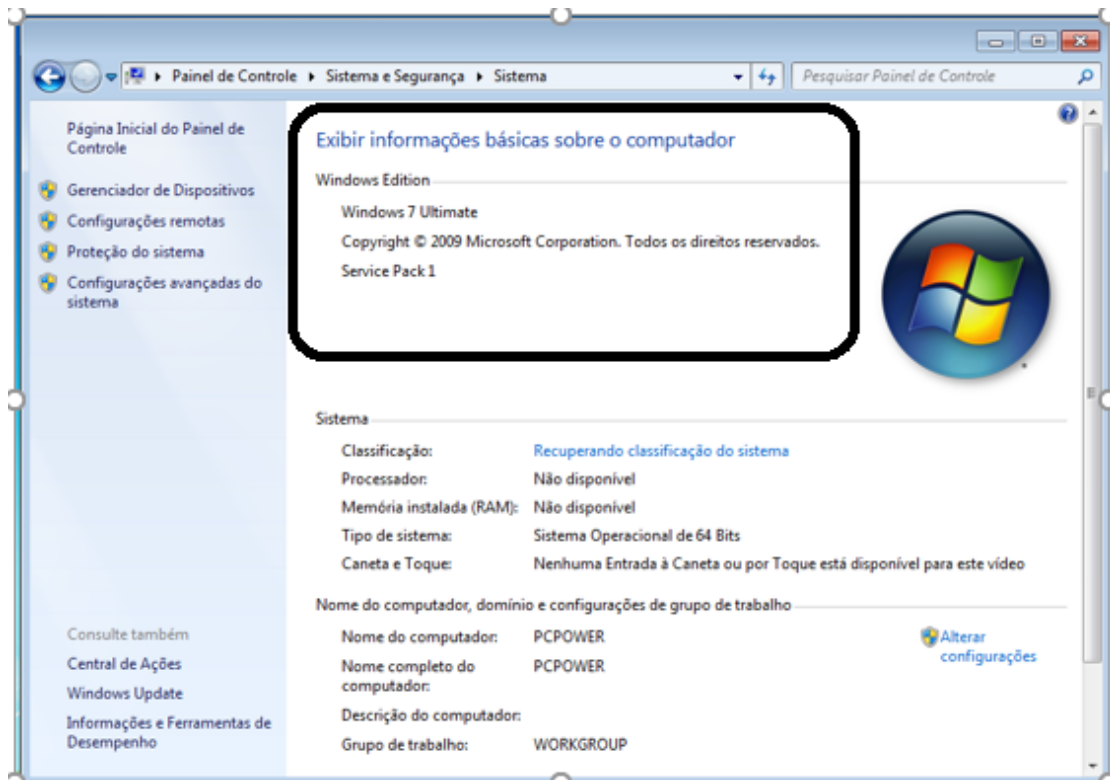 Painel de Controle ▸ Sistema e Segurança ▸ Sistema
Pesquisar Painel de Controle
Página Inicial do Painel de
Controle
Gerenciador de Dispositivos
Configurações remotas
Proteção do sistema
Configurações avançadas do
sistema
Consulte também
Central de Ações
Windows Update
Informações e Ferramentas de
Desempenho
Exibir informações básicas sobre o computador
Windows Edition
Windows 7 Ultimate
Copyright © 2009 Microsoft Corporation. Todos os direitos reservados.
Service Pack 1
Sistema
Classificação: Recuperando classificação do sistema
Processador: Não disponível
Memória instalada (RAM): Não disponível
Tipo de sistema: Sistema Operacional de 64 Bits
Caneta e Toque: Nenhuma Entrada à Caneta ou por Toque está disponível para este vídeo
Nome do computador, domínio e configurações de grupo de trabalho
Nome do computador: PCPOWER
Nome completo do PCPOWER
computador:
Descrição do computador:
Grupo de trabalho: WORKGROUP
Alterar
configurações